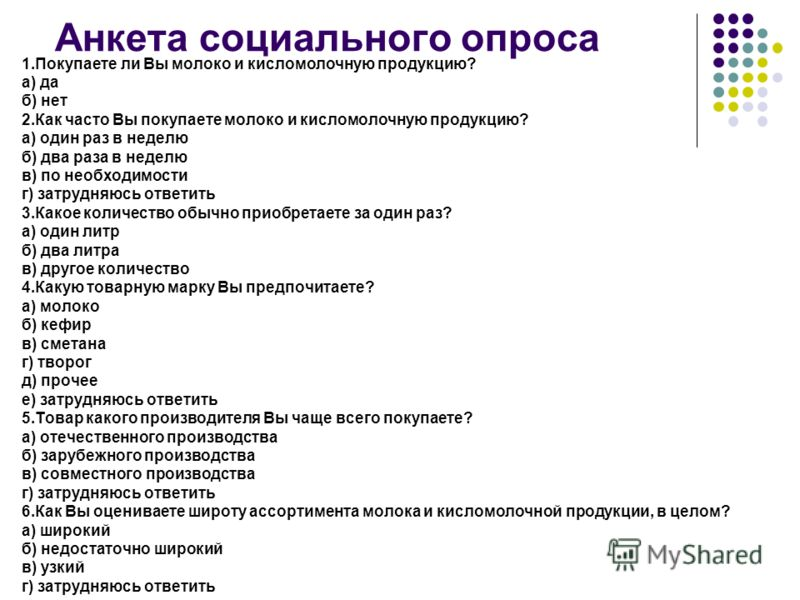 Анкета социального опроса
1.Покупаете ли Вы молоко и кисломолочную продукцию?
а) да
б) нет
2.Как часто Вы покупаете молоко и кисломолочную продукцию?
а) один раз в неделю
б) два раза в неделю
в) по необходимости
г) затрудняюсь ответить
3.Какое количество обычно приобретаете за один раз?
а) один литр
б) два литра
в) другое количество
4.Какую товарную марку Вы предпочитаете?
а) молоко
б) кефир
в) сметана
г) творог
д) прочее
е) затрудняюсь ответить
5.Товар какого производителя Вы чаще всего покупаете?
а) отечественного производства
б) зарубежного производства
в) совместного производства
г) затрудняюсь ответить
6.Как Вы оцениваете широту ассортимента молока и кисломолочной продукции, в целом?
а) широкий
б) недостаточно широкий
в) узкий
г) затрудняюсь ответить
MyShared